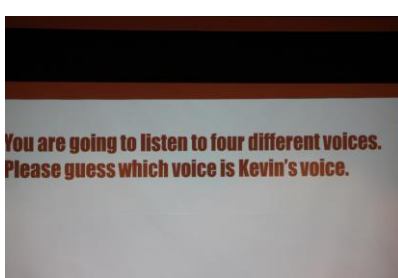 You are going to listen to four different voices.
Please guess which voice is Kevin's voice.